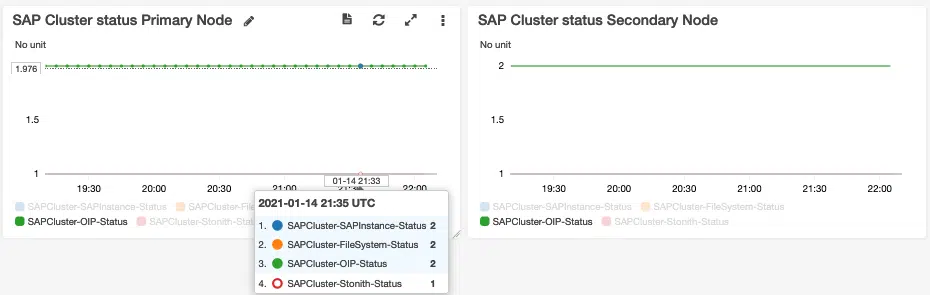 SAP Cluster status Primary Node
No unit
1.976
1.5
1
01-14 21:33
19:30 20:00 20:30 21:00 22:00
SAPCluster-SAPInstance-Status
SAPCluster-OIP-Status SAPCluster-Stonith-Status
2021-01-14 21:35 UTC
1. SAPCluster-SAPInstance-Status 2
2. SAPCluster-FileSystem-Status 2
3. SAPCluster-OIP-Status 2
4. SAPCluster-Stonith-Status 1
SAP Cluster status Secondary Node
No unit
2
1.5
1
19:30 20:00 20:30 21:00 21:30 22:00
SAPCluster-SAPInstance-Status SAPCluster-FileSystem-Status
SAPCluster-OIP-Status SAPCluster-Stonith-Status